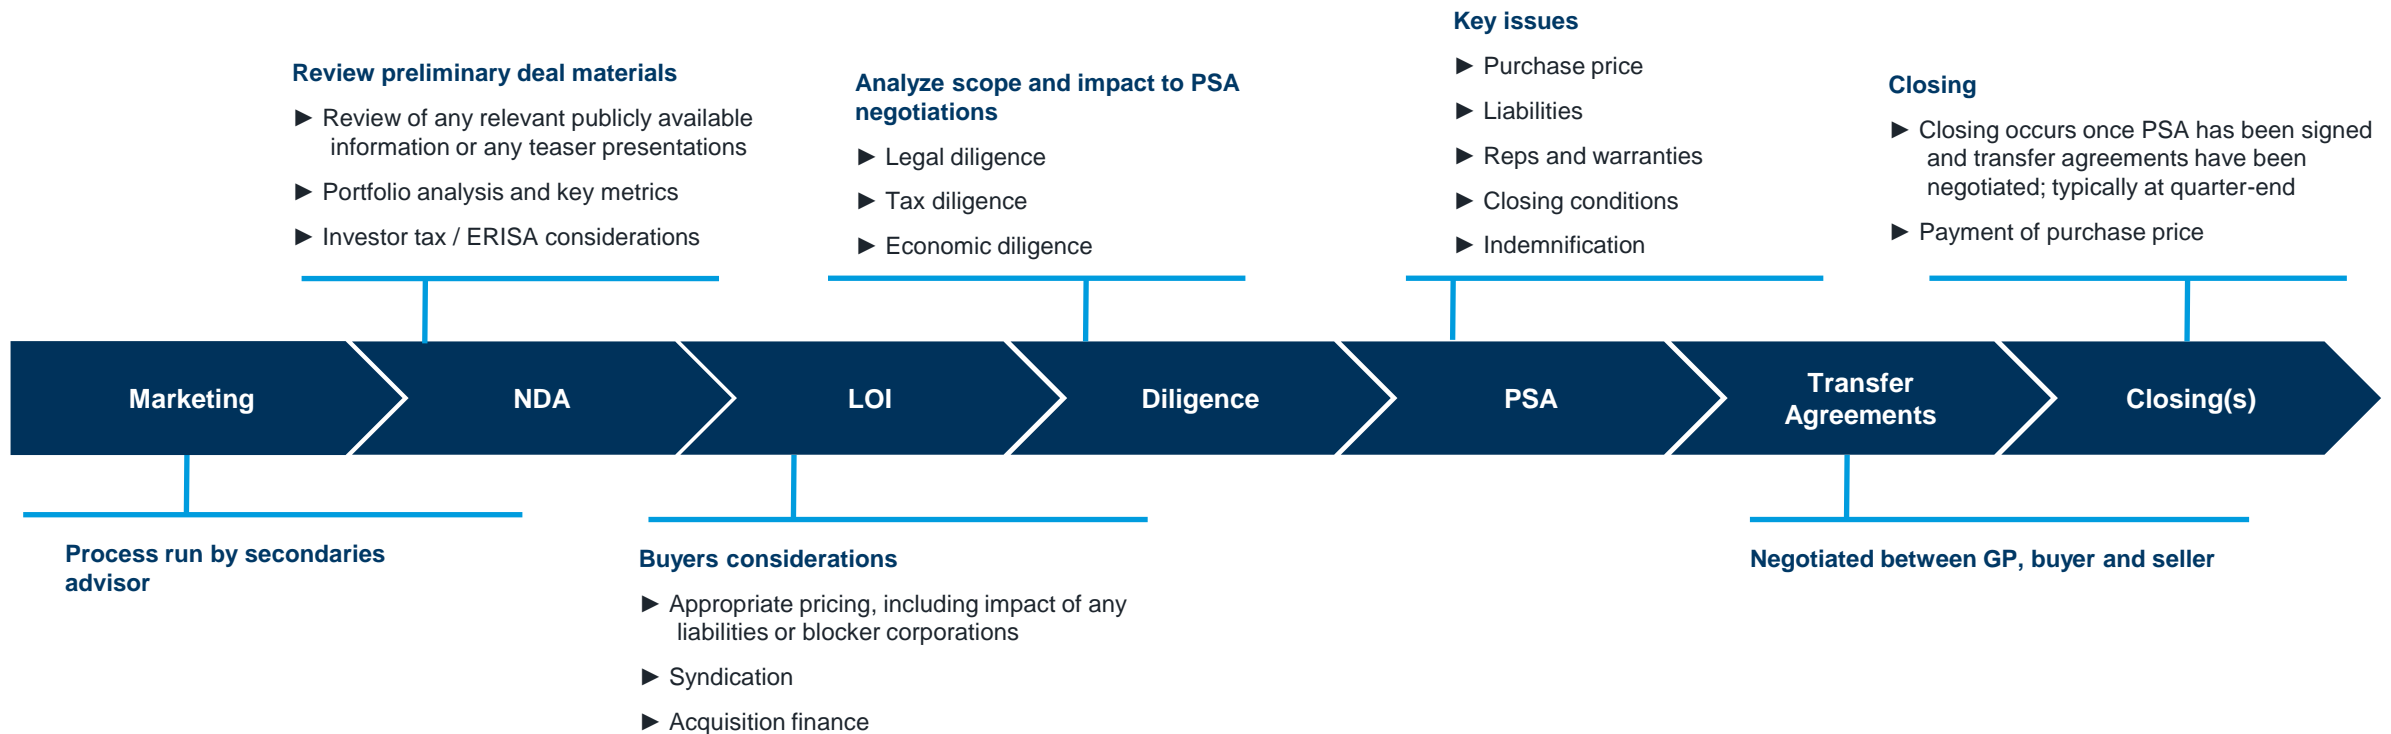 Review preliminary deal materials
► Review of any relevant publicly available
information or any teaser presentations
► Portfolio analysis and key metrics
► Investor tax / ERISA considerations
Analyze scope and impact to PSA
negotiations
► Legal diligence
► Tax diligence
► Economic diligence
Key issues
► Purchase price
► Liabilities
► Reps and warranties
► Closing conditions
► Indemnification
Closing
► Closing occurs once PSA has been signed
and transfer agreements have been
negotiated; typically at quarter-end
► Payment of purchase price
Marketing
NDA
LOI
Diligence
PSA
Transfer
Agreements
Closing(s)
Process run by secondaries
advisor
Buyers considerations
► Appropriate pricing, including impact of any
liabilities or blocker corporations
► Syndication
► Acquisition finance
Negotiated between GP, buyer and seller